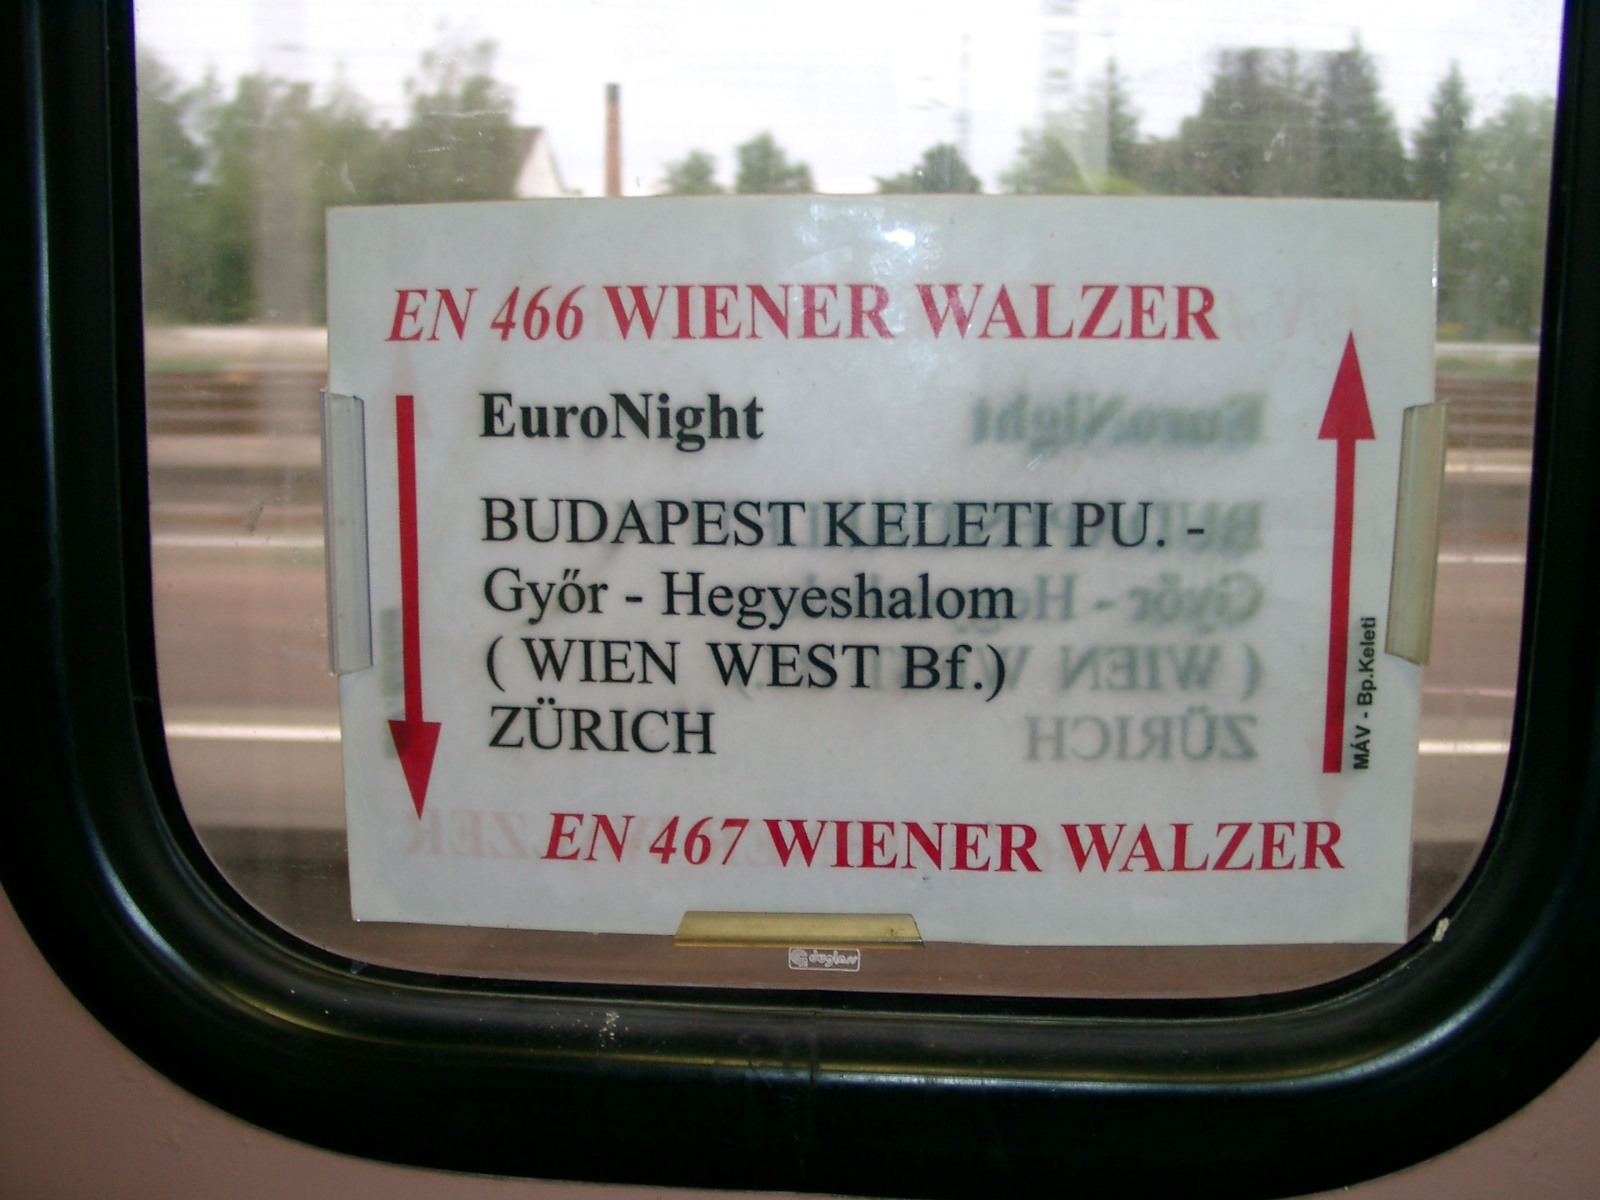 EN 466 WIENER WALZER
EuroNight
BUDAPEST KELETI PU. -
Győr - Hegyeshalom
( WIEN WEST Bf.)
ZÜRICH
MÁV - Bp.Keleti
EN 467 WIENER WALZER
duglass